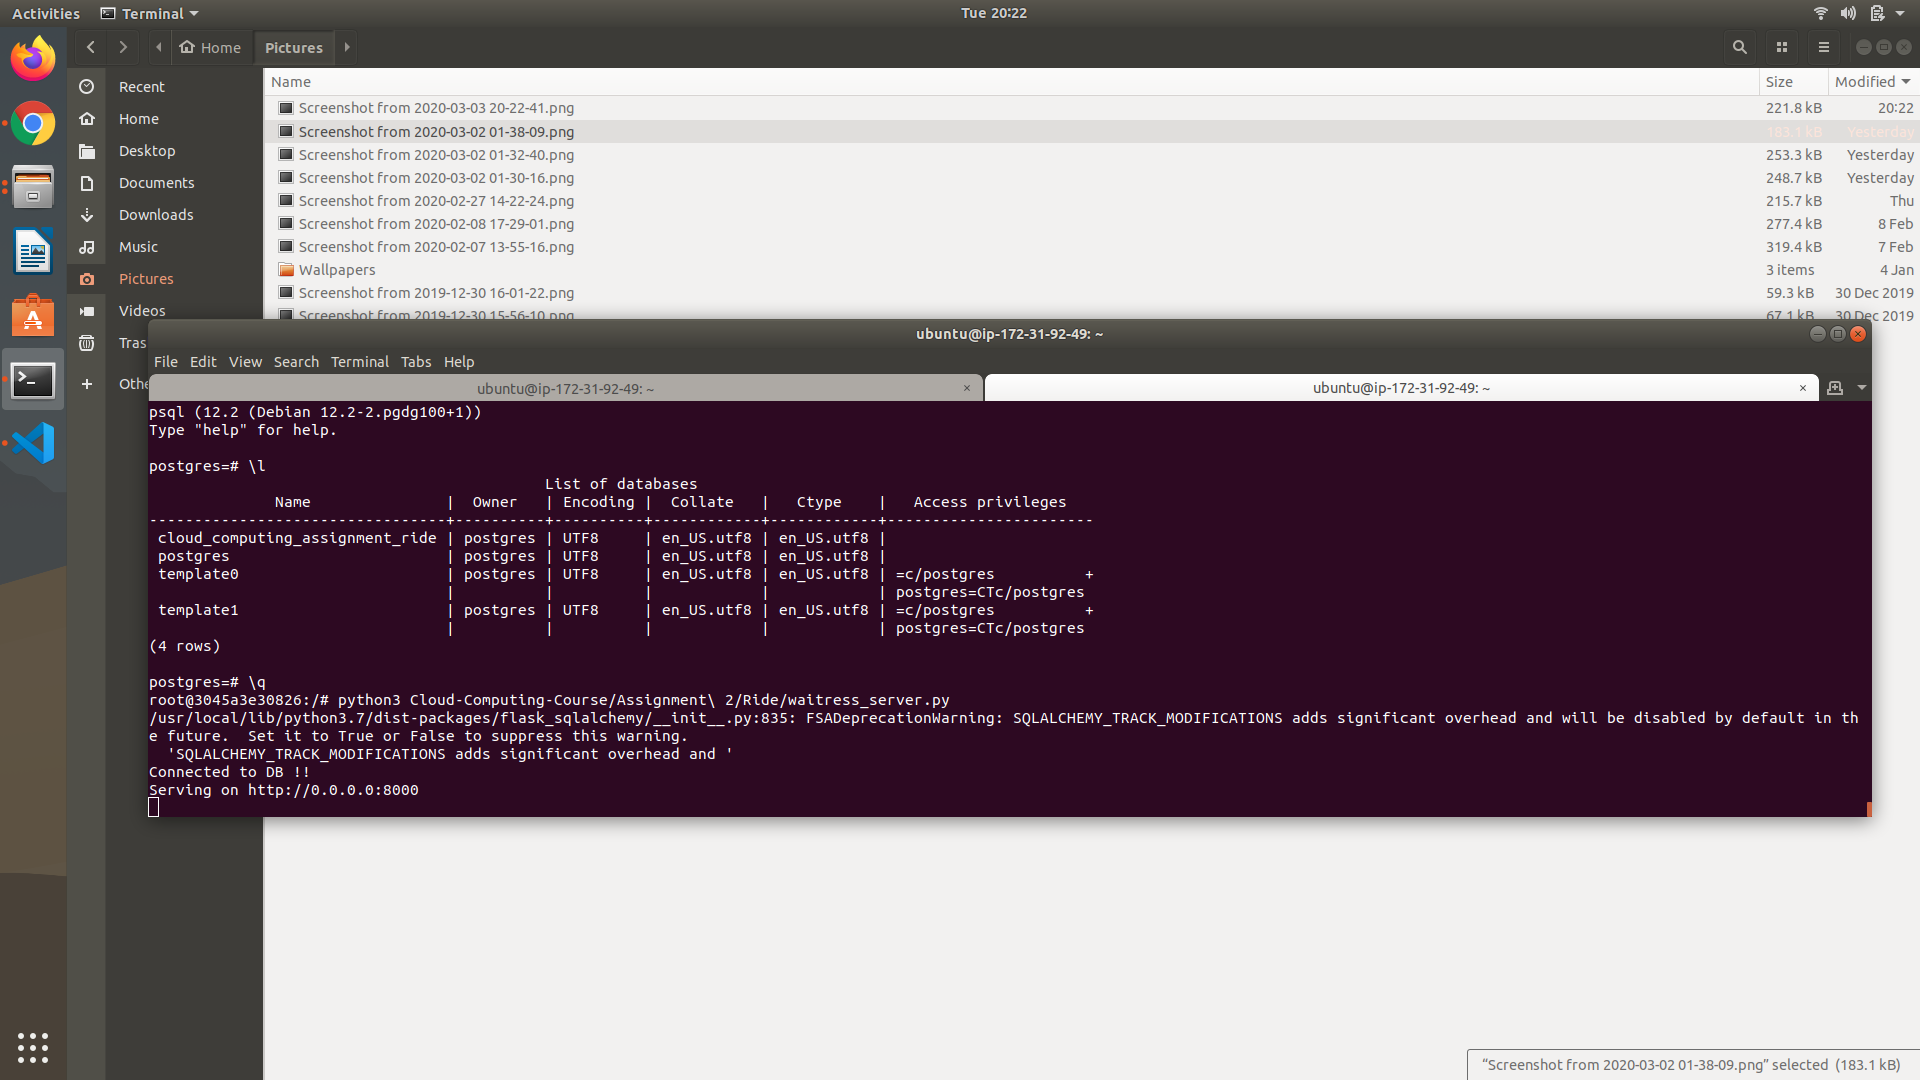 Activities
Terminal
Tue 20:22
Home
Pictures
Recent
Home
Desktop
Documents
Downloads
Music
Pictures
Videos
Tras
Othe
Name Size Modified
Screenshot from 2020-03-03 20-22-41.png 221.8 kB 20:22
Screenshot from 2020-03-02 01-38-09.png 183.1 kB Yesterday
Screenshot from 2020-03-02 01-32-40.png 253.3 kB Yesterday
Screenshot from 2020-03-02 01-30-16.png 248.7 kB Yesterday
Screenshot from 2020-02-27 14-22-24.png 215.7 kB Thu
Screenshot from 2020-02-08 17-29-01.png 277.4 kB 8 Feb
Screenshot from 2020-02-07 13-55-16.png 319.4 kB 7 Feb
Wallpapers 3 items 4 Jan
Screenshot from 2019-12-30 16-01-22.png 59.3 kB 30 Dec 2019
Screenshot from 2019-12-30 15-56-10.png 67.1 kB 30 Dec 2019
ubuntu@ip-172-31-92-49: ~
File Edit View Search Terminal Tabs Help
ubuntu@ip-172-31-92-49: ~ ubuntu@ip-172-31-92-49: ~
psql (12.2 (Debian 12.2-2.pgdg100+1))
Type "help" for help.
postgres=# \l
List of databases
Name | Owner | Encoding | Collate | Ctype | Access privileges
---------------------------------+----------+----------+------------+------------+-----------------------
cloud_computing_assignment_ride | postgres | UTF8 | en_US.utf8 | en_US.utf8 |
postgres | postgres | UTF8 | en_US.utf8 | en_US.utf8 |
template0 | postgres | UTF8 | en_US.utf8 | en_US.utf8 | =c/postgres +
| | | | | postgres=CTc/postgres
template1 | postgres | UTF8 | en_US.utf8 | en_US.utf8 | =c/postgres +
| | | | | postgres=CTc/postgres
(4 rows)
postgres=# \q
root@3045a3e30826:/# python3 Cloud-Computing-Course/Assignment\ 2/Ride/waitress_server.py
/usr/local/lib/python3.7/dist-packages/flask_sqlalchemy/__init__.py:835: FSADeprecationWarning: SQLALCHEMY_TRACK_MODIFICATIONS adds significant overhead and will be disabled by default in th
e future.  Set it to True or False to suppress this warning.
'SQLALCHEMY_TRACK_MODIFICATIONS adds significant overhead and '
Connected to DB !!
Serving on http://0.0.0.0:8000
“Screenshot from 2020-03-02 01-38-09.png” selected (183.1 kB)